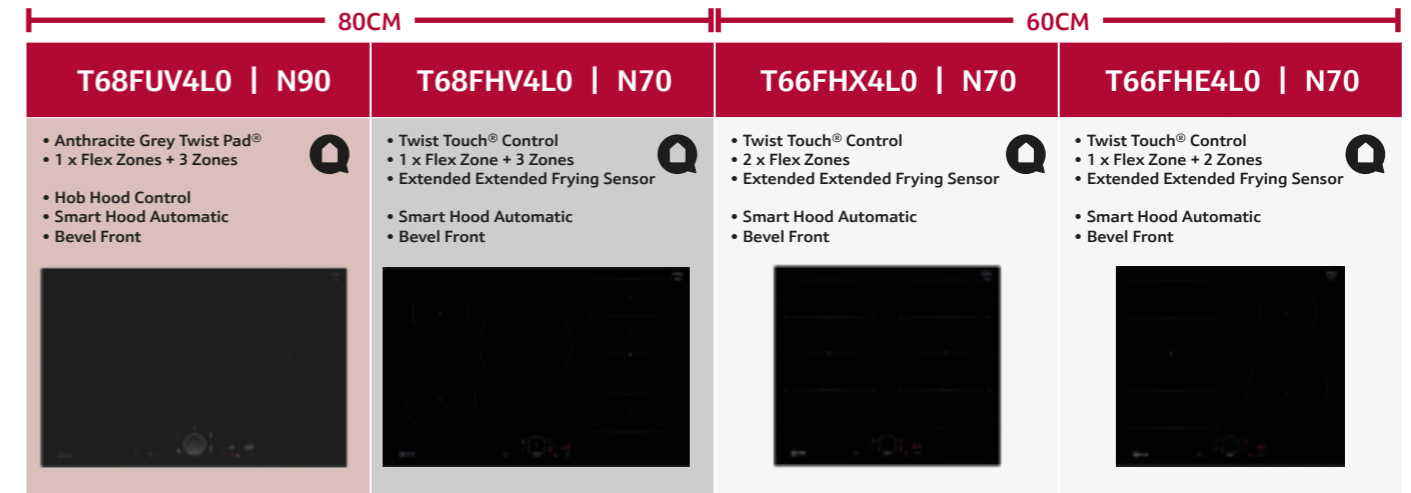 80CM
60CM
T68FUV4L0 | N90
T68FHV4L0 | N70
T66FHX4L0 | N70
T66FHE4L0 | N70
• Anthracite Grey Twist Pad®
• 1 x Flex Zones + 3 Zones
• Hob Hood Control
• Smart Hood Automatic
• Bevel Front
• Twist Touch® Control
• 1 x Flex Zone + 3 Zones
• Extended Extended Frying Sensor
• Smart Hood Automatic
• Bevel Front
• Twist Touch® Control
• 2 x Flex Zones
• Extended Extended Frying Sensor
• Smart Hood Automatic
• Bevel Front
• Twist Touch® Control
• 1 x Flex Zone + 2 Zones
• Extended Extended Frying Sensor
• Smart Hood Automatic
• Bevel Front